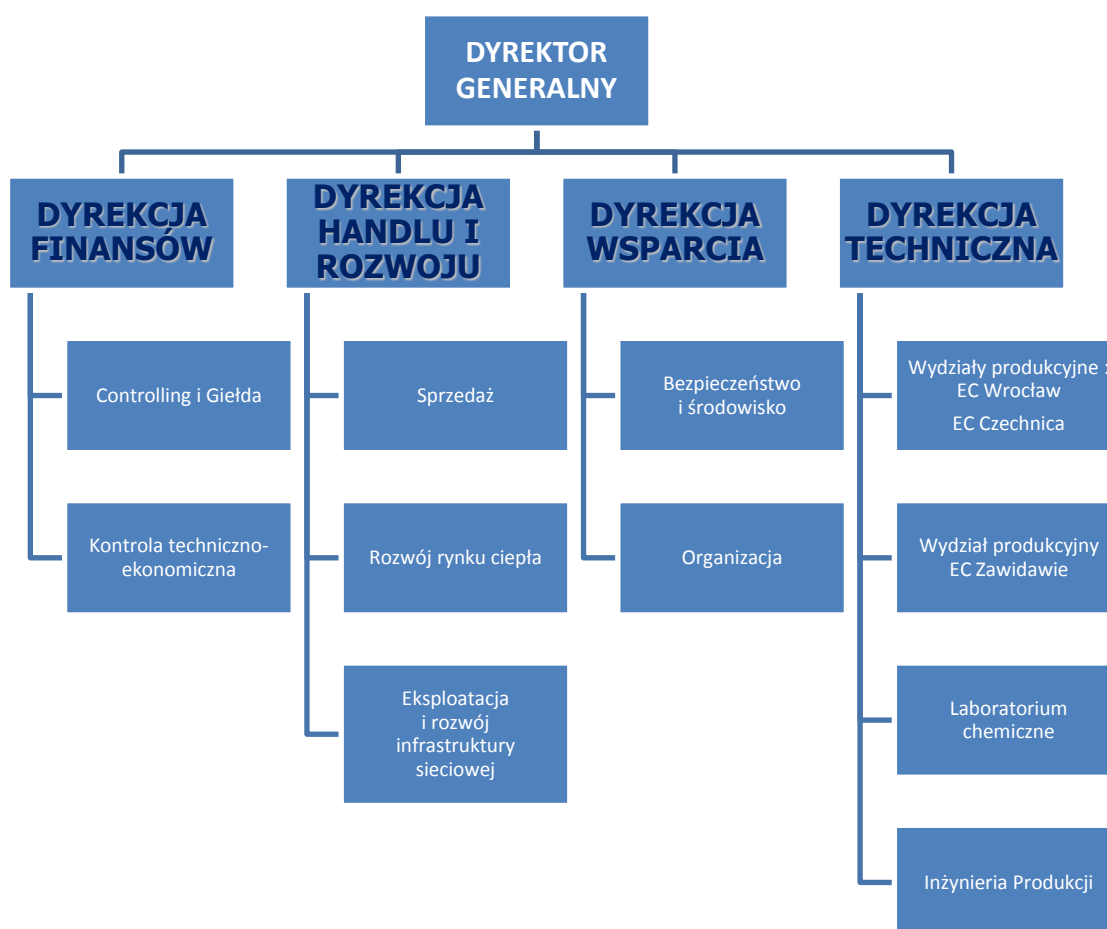 DYREKTOR
GENERALNY
DYREKCJA
FINANSÓW
DYREKCJA
HANDLU I
ROZWOJU
DYREKCJA
WSPARCIA
DYREKCJA
TECHNICZNA
Controlling i Giełda
Kontrola techniczno-
ekonomiczna
Sprzedaż
Rozwój rynku ciepła
Eksploatacja
i rozwój
infrastruktury
sieciowej
Bezpieczeństwo
i środowisko
Organizacja
Wydziały produkcyjne :
EC Wrocław
EC Czechnica
Wydział produkcyjny
EC Zawidawie
Laboratorium
chemiczne
Inżynieria Produkcji